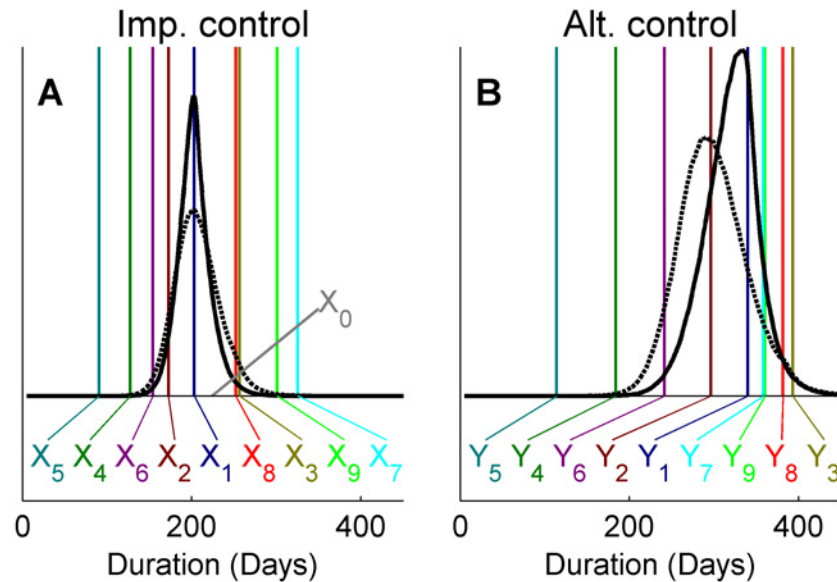 Imp. control
Alt. control
A
B
X0
X5 X4 X6 X2 X1 X8 X3 X9 X7
Y5 Y4 Y6 Y2 Y1 Y7 Y9 Y8 Y3
0 200 400
0 200 400
Duration (Days)
Duration (Days)